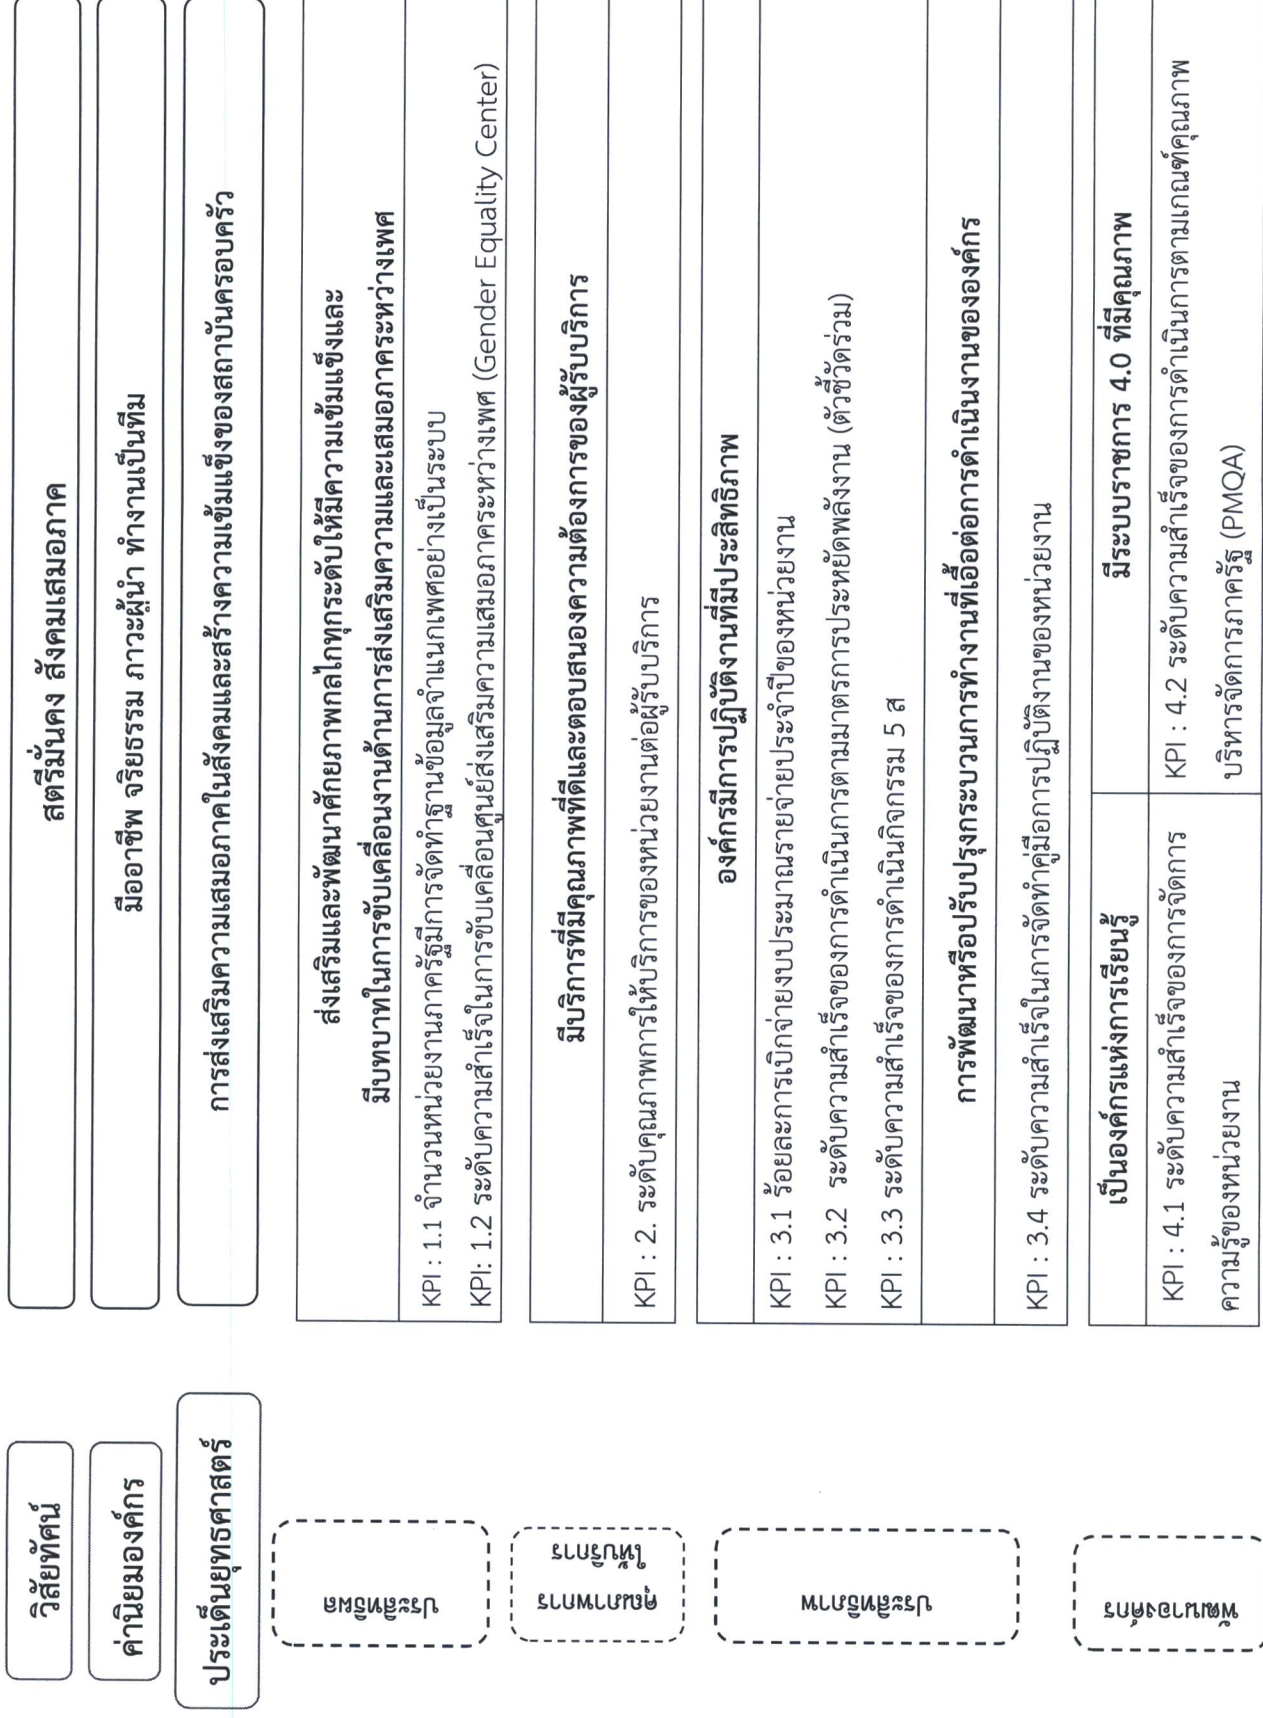 วิสัยทัศน์
สตรีมั่นคง สังคมเสมอภาค
ค่านิยมองค์กร
มืออาชีพ จริยธรรม ภาวะผู้นำ ทำงานเป็นทีม
ประเด็นยุทธศาสตร์
การส่งเสริมความเสมอภาคในสังคมและสร้างความเข้มแข็งของสถาบันครอบครัว
ประสิทธิผล
ส่งเสริมและพัฒนาศักยภาพกลไกทุกระดับให้มีความเข้มแข็งและ
มีบทบาทในการขับเคลื่อนงานด้านการส่งเสริมความและเสมอภาคระหว่างเพศ
KPI : 1.1 จำนวนหน่วยงานภาครัฐมีการจัดทำฐานข้อมูลจำแนกเพศอย่างเป็นระบบ
KPI: 1.2 ระดับความสำเร็จในการขับเคลื่อนศูนย์ส่งเสริมความเสมอภาคระหว่างเพศ (Gender Equality Center)
คุณภาพการ
ให้บริการ
มีบริการที่มีคุณภาพที่ดีและตอบสนองความต้องการของผู้รับบริการ
KPI : 2. ระดับคุณภาพการให้บริการของหน่วยงานต่อผู้รับบริการ
ประสิทธิภาพ
องค์กรมีการปฏิบัติงานที่มีประสิทธิภาพ
KPI : 3.1 ร้อยละการเบิกจ่ายงบประมาณรายจ่ายประจำปีของหน่วยงาน
KPI : 3.2 ระดับความสำเร็จของการดำเนินการตามมาตรการประหยัดพลังงาน (ตัวชี้วัดร่วม)
KPI : 3.3 ระดับความสำเร็จของการดำเนินกิจกรรม 5 ส
การพัฒนาหรือปรับปรุงกระบวนการทำงานที่เอื้อต่อการดำเนินงานขององค์กร
KPI : 3.4 ระดับความสำเร็จในการจัดทำคู่มือการปฏิบัติงานของหน่วยงาน
พัฒนาองค์กร
เป็นองค์กรแห่งการเรียนรู้
KPI : 4.1 ระดับความสำเร็จของการจัดการ
ความรู้ของหน่วยงาน
มีระบบราชการ 4.0 ที่มีคุณภาพ
KPI : 4.2 ระดับความสำเร็จของการดำเนินการตามเกณฑ์คุณภาพ
บริหารจัดการภาครัฐ (PMQA)